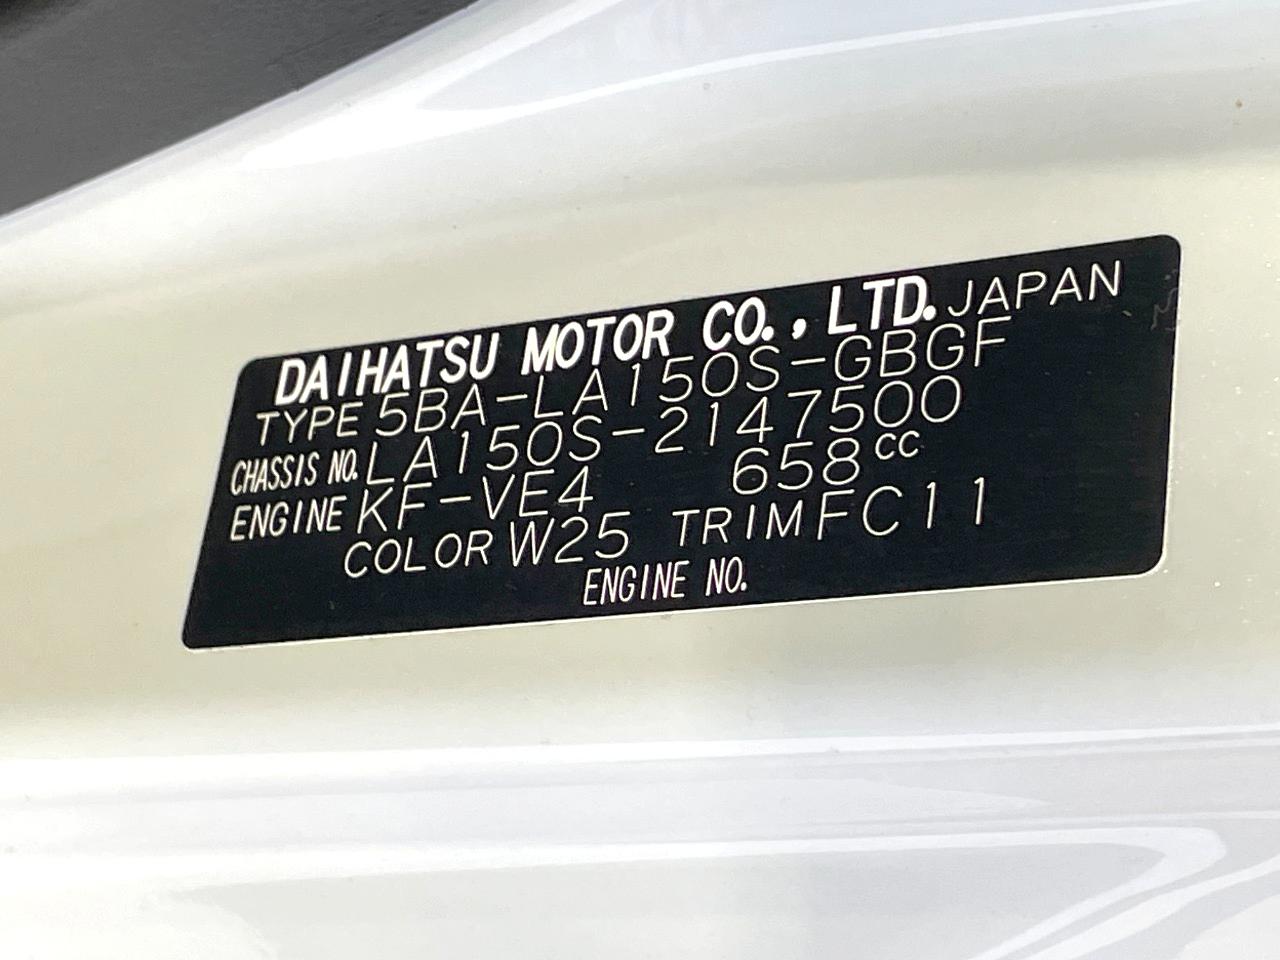 DAIHATSU MOTOR CO., LTD. JAPAN
TYPE 5BA-LA150S-GBGF
CHASSIS NO. LA150S-2147500
ENGINE KF-VE4 658cc
COLOR W25 TRIM FC11
ENGINE NO.